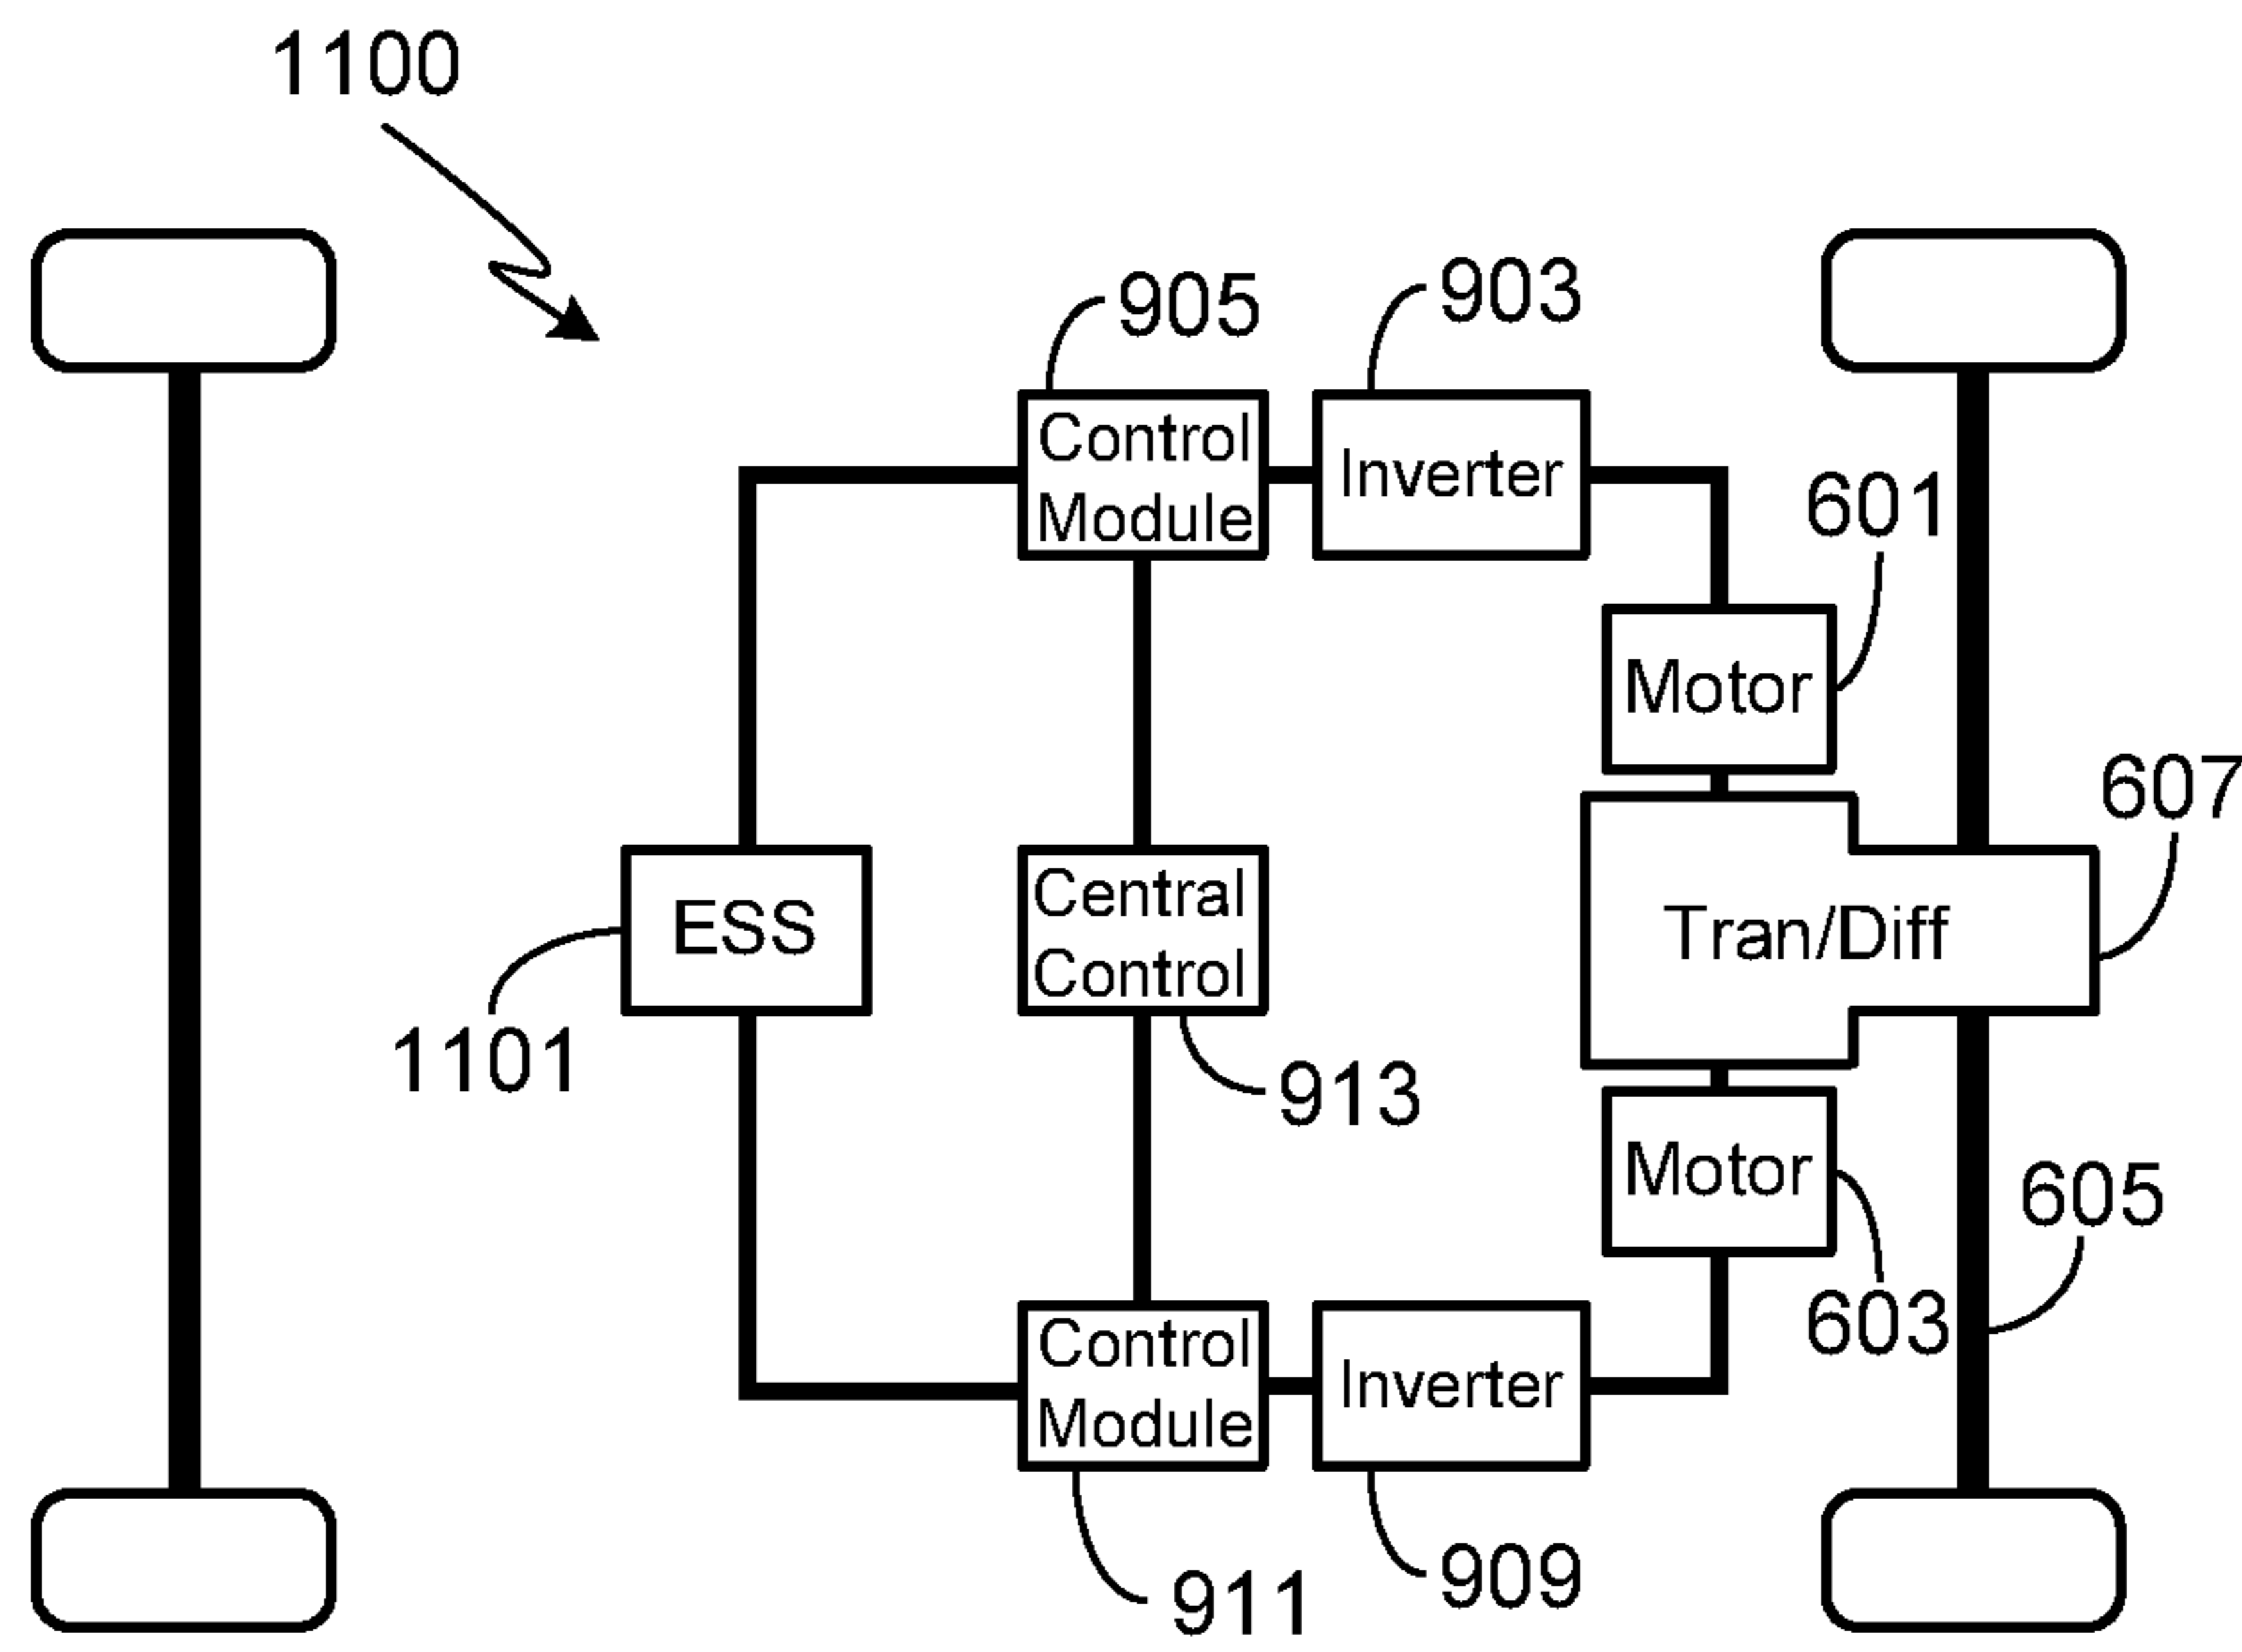 1100
905
903
Control
Module
Inverter
601
Motor
607
ESS
Central
Control
Tran/Diff
1101
913
Motor
605
603
Control
Module
Inverter
911
909